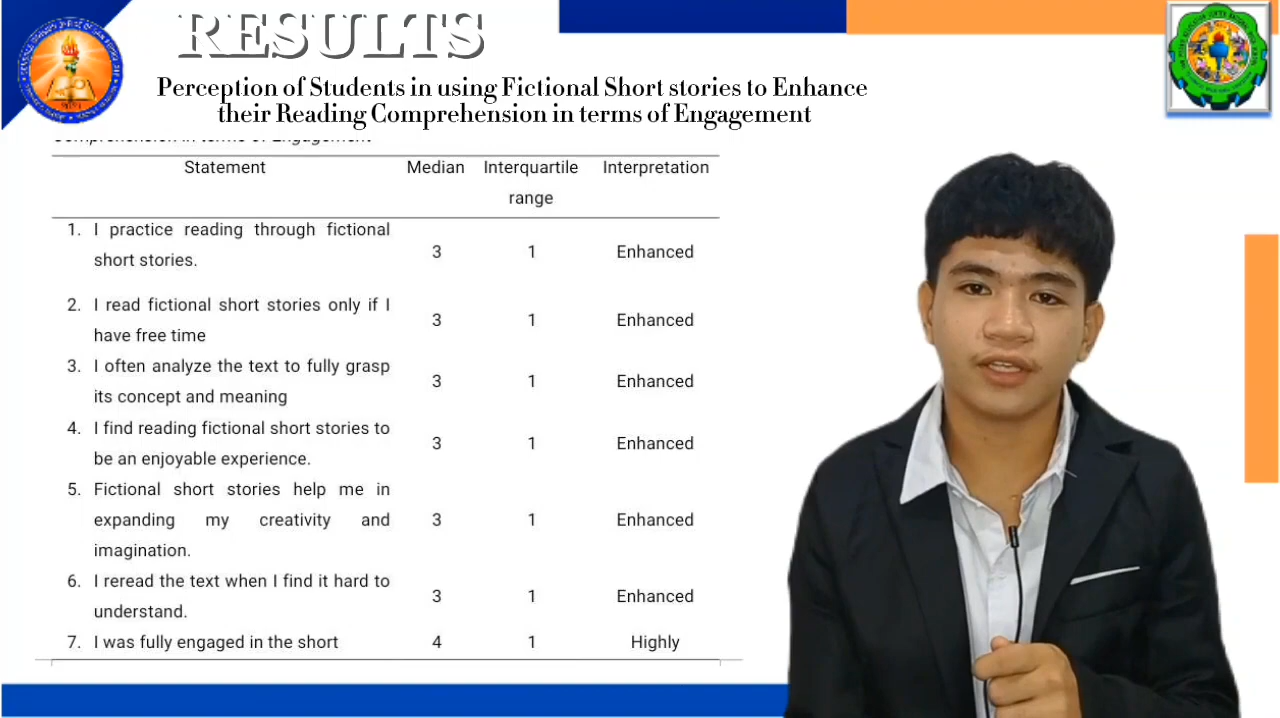 RESULTS
Perception of Students in using Fictional Short stories to Enhance
their Reading Comprehension in terms of Engagement
Comprehension in terms of Engagement
Statement Median Interquartile range Interpretation
1. I practice reading through fictional
short stories. 3 1 Enhanced
2. I read fictional short stories only if I
have free time 3 1 Enhanced
3. I often analyze the text to fully grasp
its concept and meaning 3 1 Enhanced
4. I find reading fictional short stories to
be an enjoyable experience. 3 1 Enhanced
5. Fictional short stories help me in
expanding my creativity and 3 1 Enhanced
imagination.
6. I reread the text when I find it hard to
understand. 3 1 Enhanced
7. I was fully engaged in the short 4 1 Highly